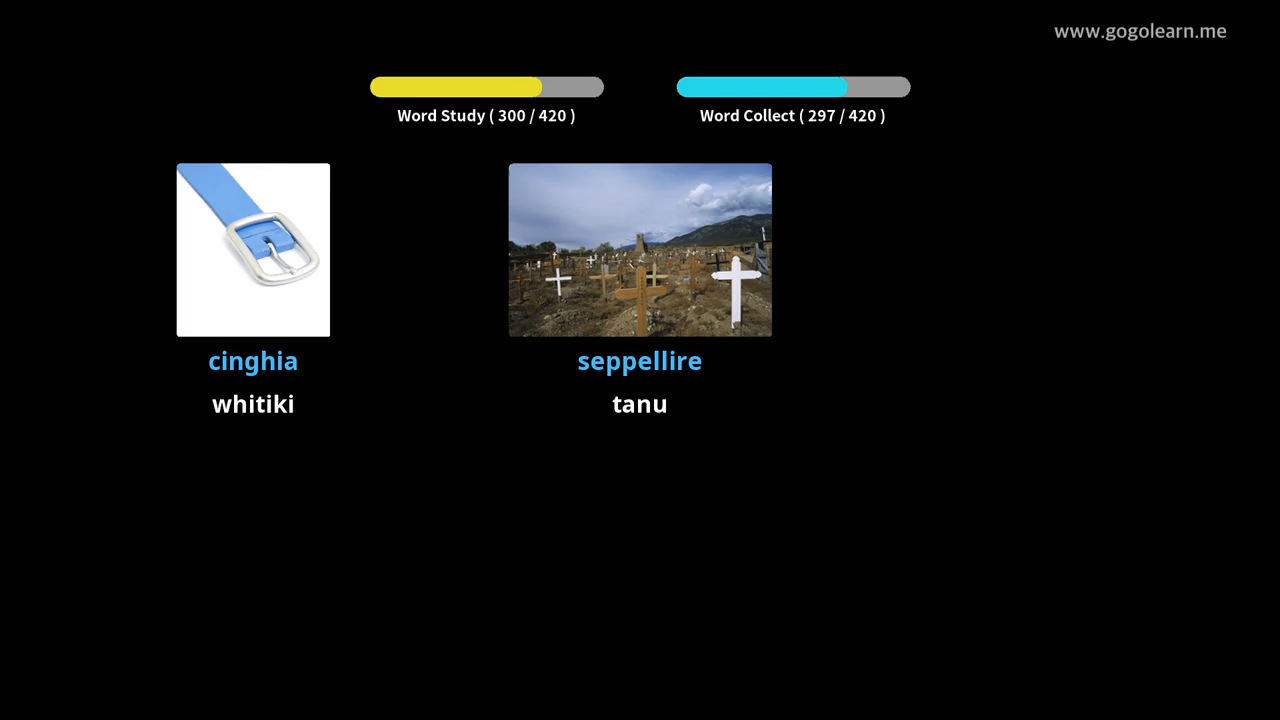 www.gogolearn.me
Word Study ( 300 / 420 )
Word Collect ( 297 / 420 )
cinghia
whitiki
seppellire
tanu